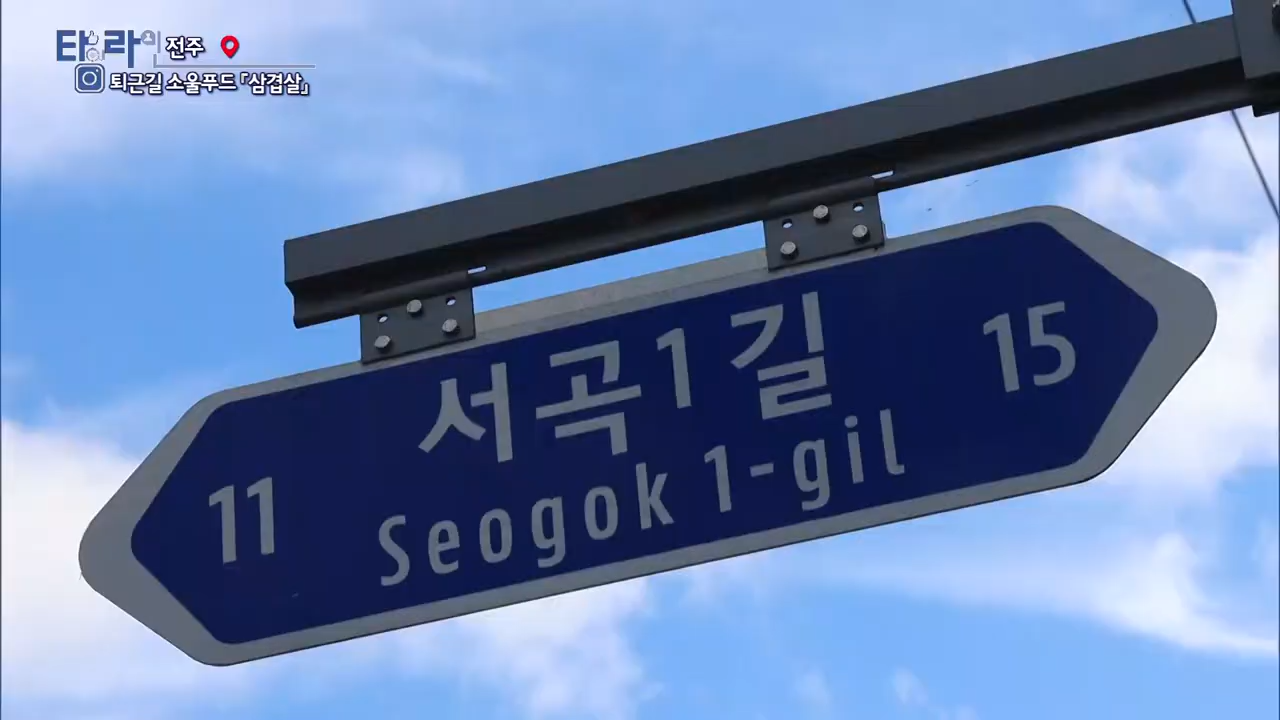 타 라 전주
퇴근길 소울푸드 「삼겹살」
서곡1길
15
11
Seogok 1-gil